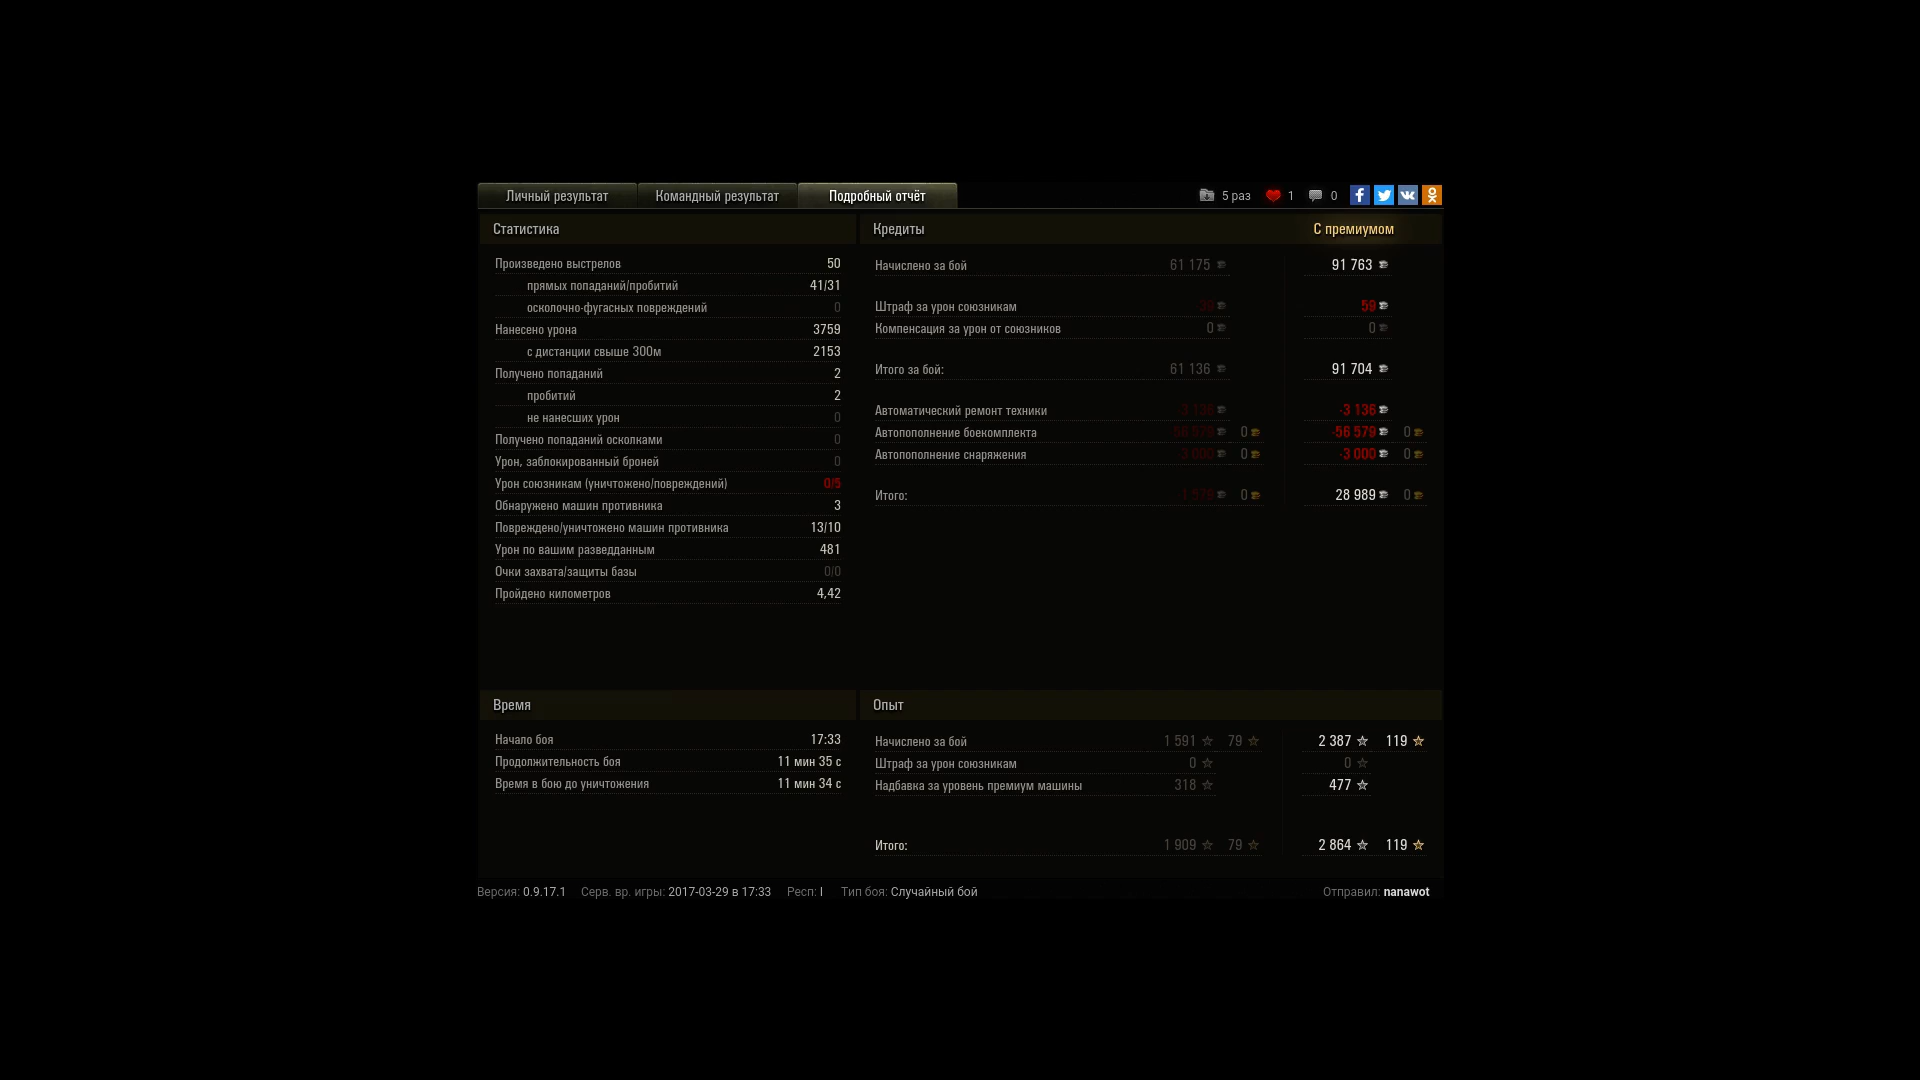 Личный результат Командный результат Подробный отчёт 5 раз 1 0
Статистика
Произведено выстрелов 50
прямых попаданий/пробитий 41/31
осколочно-фугасных повреждений 0
Нанесено урона 3759
с дистанции свыше 300м 2153
Получено попаданий 2
пробитий 2
не нанесших урон 0
Получено попаданий осколками 0
Урон, заблокированный броней 0
Урон союзникам (уничтожено/повреждений) 0/5
Обнаружено машин противника 3
Повреждено/уничтожено машин противника 13/10
Урон по вашим разведданным 481
Очки захвата/защиты базы 0/0
Пройдено километров 4,42
Кредиты С премиумом
Начислено за бой 61 175 91 763
Штраф за урон союзникам 39 59
Компенсация за урон от союзников 0 0
Итого за бой: 61 136 91 704
Автоматический ремонт техники -3 136 -3 136
Автопополнение боекомплекта -56 579 0 -56 579 0
Автопополнение снаряжения 3 000 0 -3 000 0
Итого: 1 579 0 28 989 0
Время
Начало боя 17:33
Продолжительность боя 11 мин 35 с
Время в бою до уничтожения 11 мин 34 с
Опыт
Начислено за бой 1 591 79 2 387 119
Штраф за урон союзникам 0 0
Надбавка за уровень премиум машины 318 477
Итого: 1 909 79 2 864 119
Версия: 0.9.17.1 Серв. вр. игры: 2017-03-29 в 17:33 Респ: I Тип боя: Случайный бой Отправил: nanawot